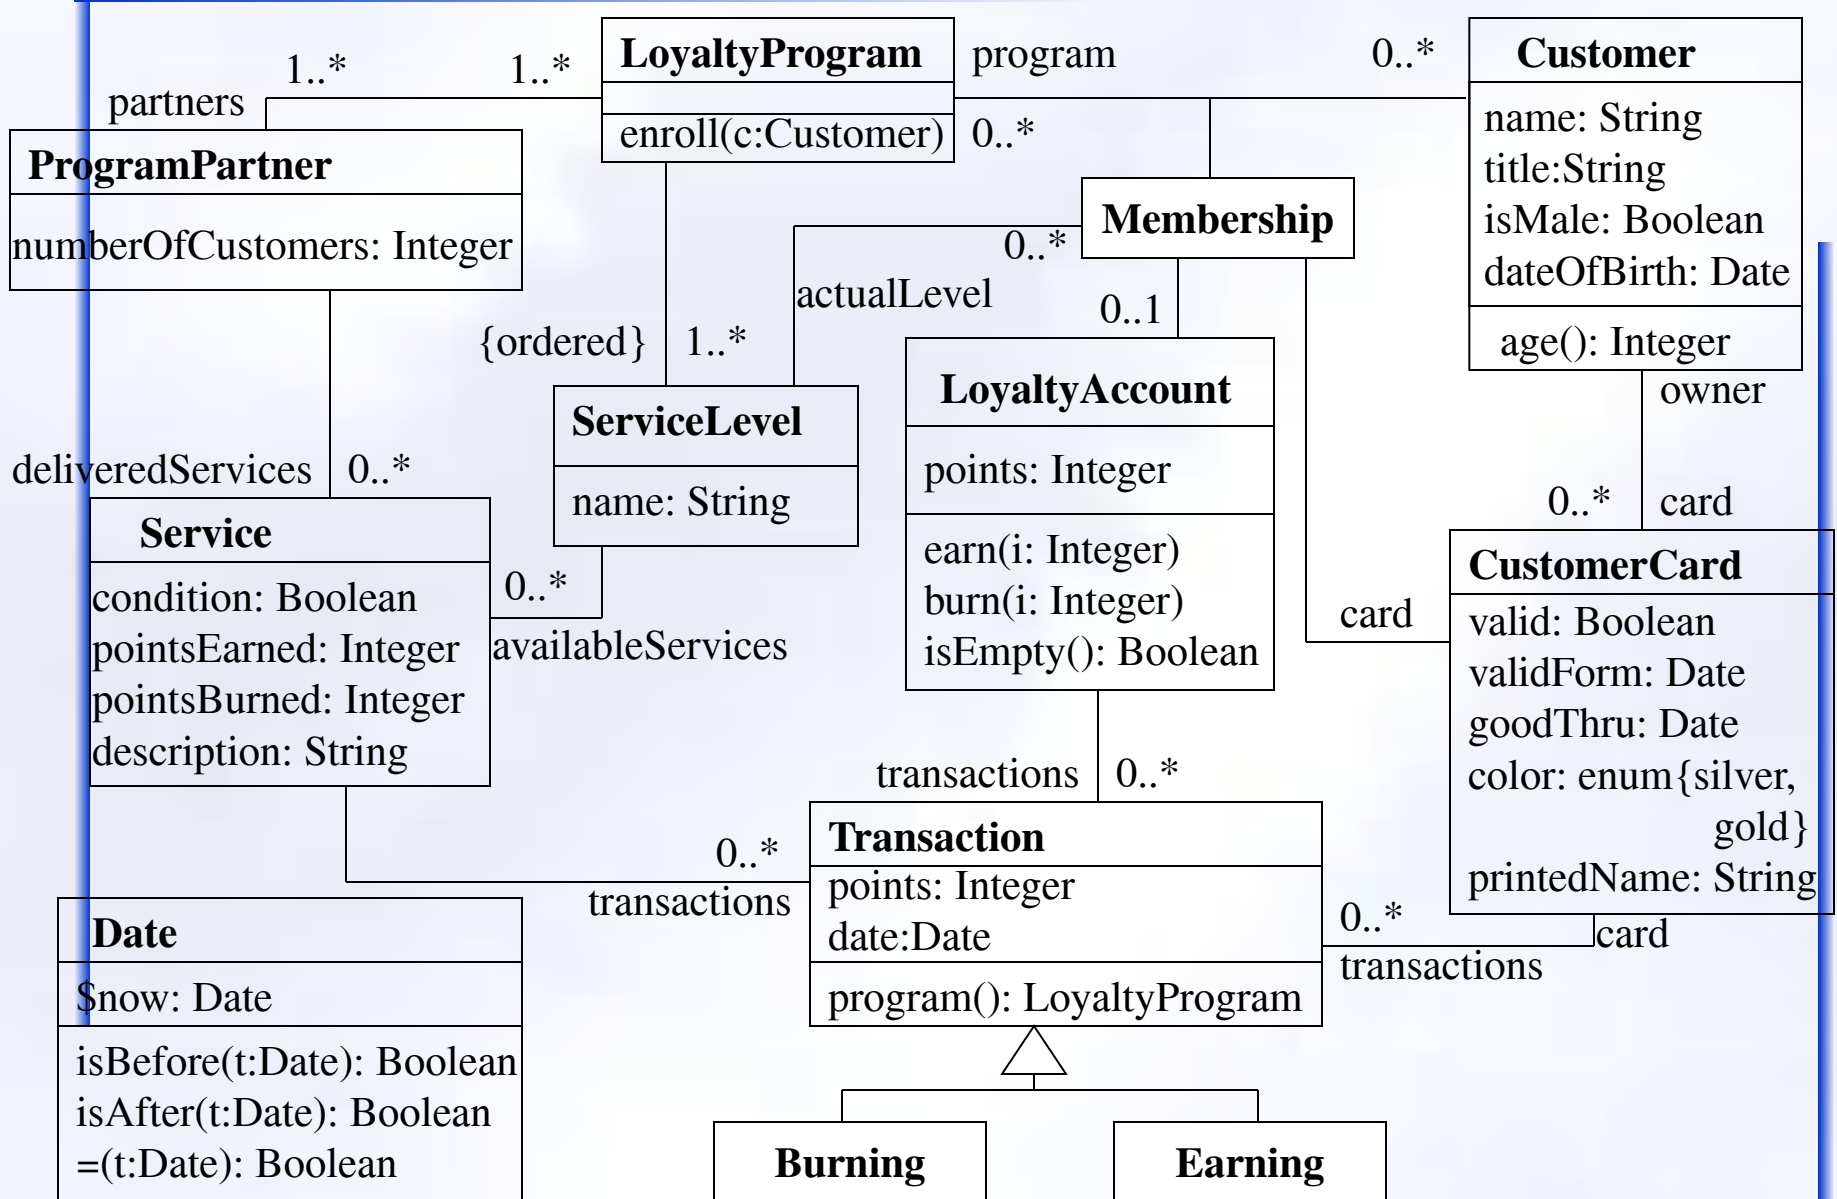 LoyaltyProgram
enroll(c:Customer)
program
0..*
0..*
1..*
1..*
partners
ProgramPartner
numberOfCustomers: Integer
Customer
name: String
title:String
isMale: Boolean
dateOfBirth: Date
age(): Integer
owner
Membership
0..*
actualLevel
0..1
{ordered}
1..*
ServiceLevel
name: String
LoyaltyAccount
points: Integer
earn(i: Integer)
burn(i: Integer)
isEmpty(): Boolean
deliveredServices
0..*
Service
condition: Boolean
pointsEarned: Integer
pointsBurned: Integer
description: String
0..*
availableServices
0..*
card
CustomerCard
valid: Boolean
validForm: Date
goodThru: Date
color: enum{silver,
gold}
printedName: String
card
transactions
0..*
Transaction
points: Integer
date:Date
program(): LoyaltyProgram
0..*
transactions
0..*
card
transactions
Date
$now: Date
isBefore(t:Date): Boolean
isAfter(t:Date): Boolean
=(t:Date): Boolean
Burning
Earning